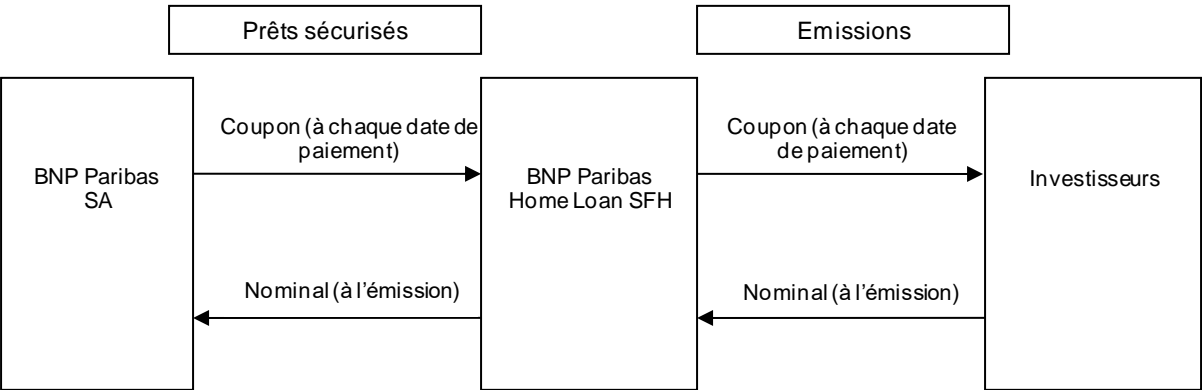 Prêts sécurisés
Emissions
Coupon (à chaque date de
paiement)
Coupon (à chaque date
de paiement)
BNP Paribas
SA
BNP Paribas
Home Loan SFH
Investisseurs
Nominal (à l'émission)
Nominal (à l'émission)